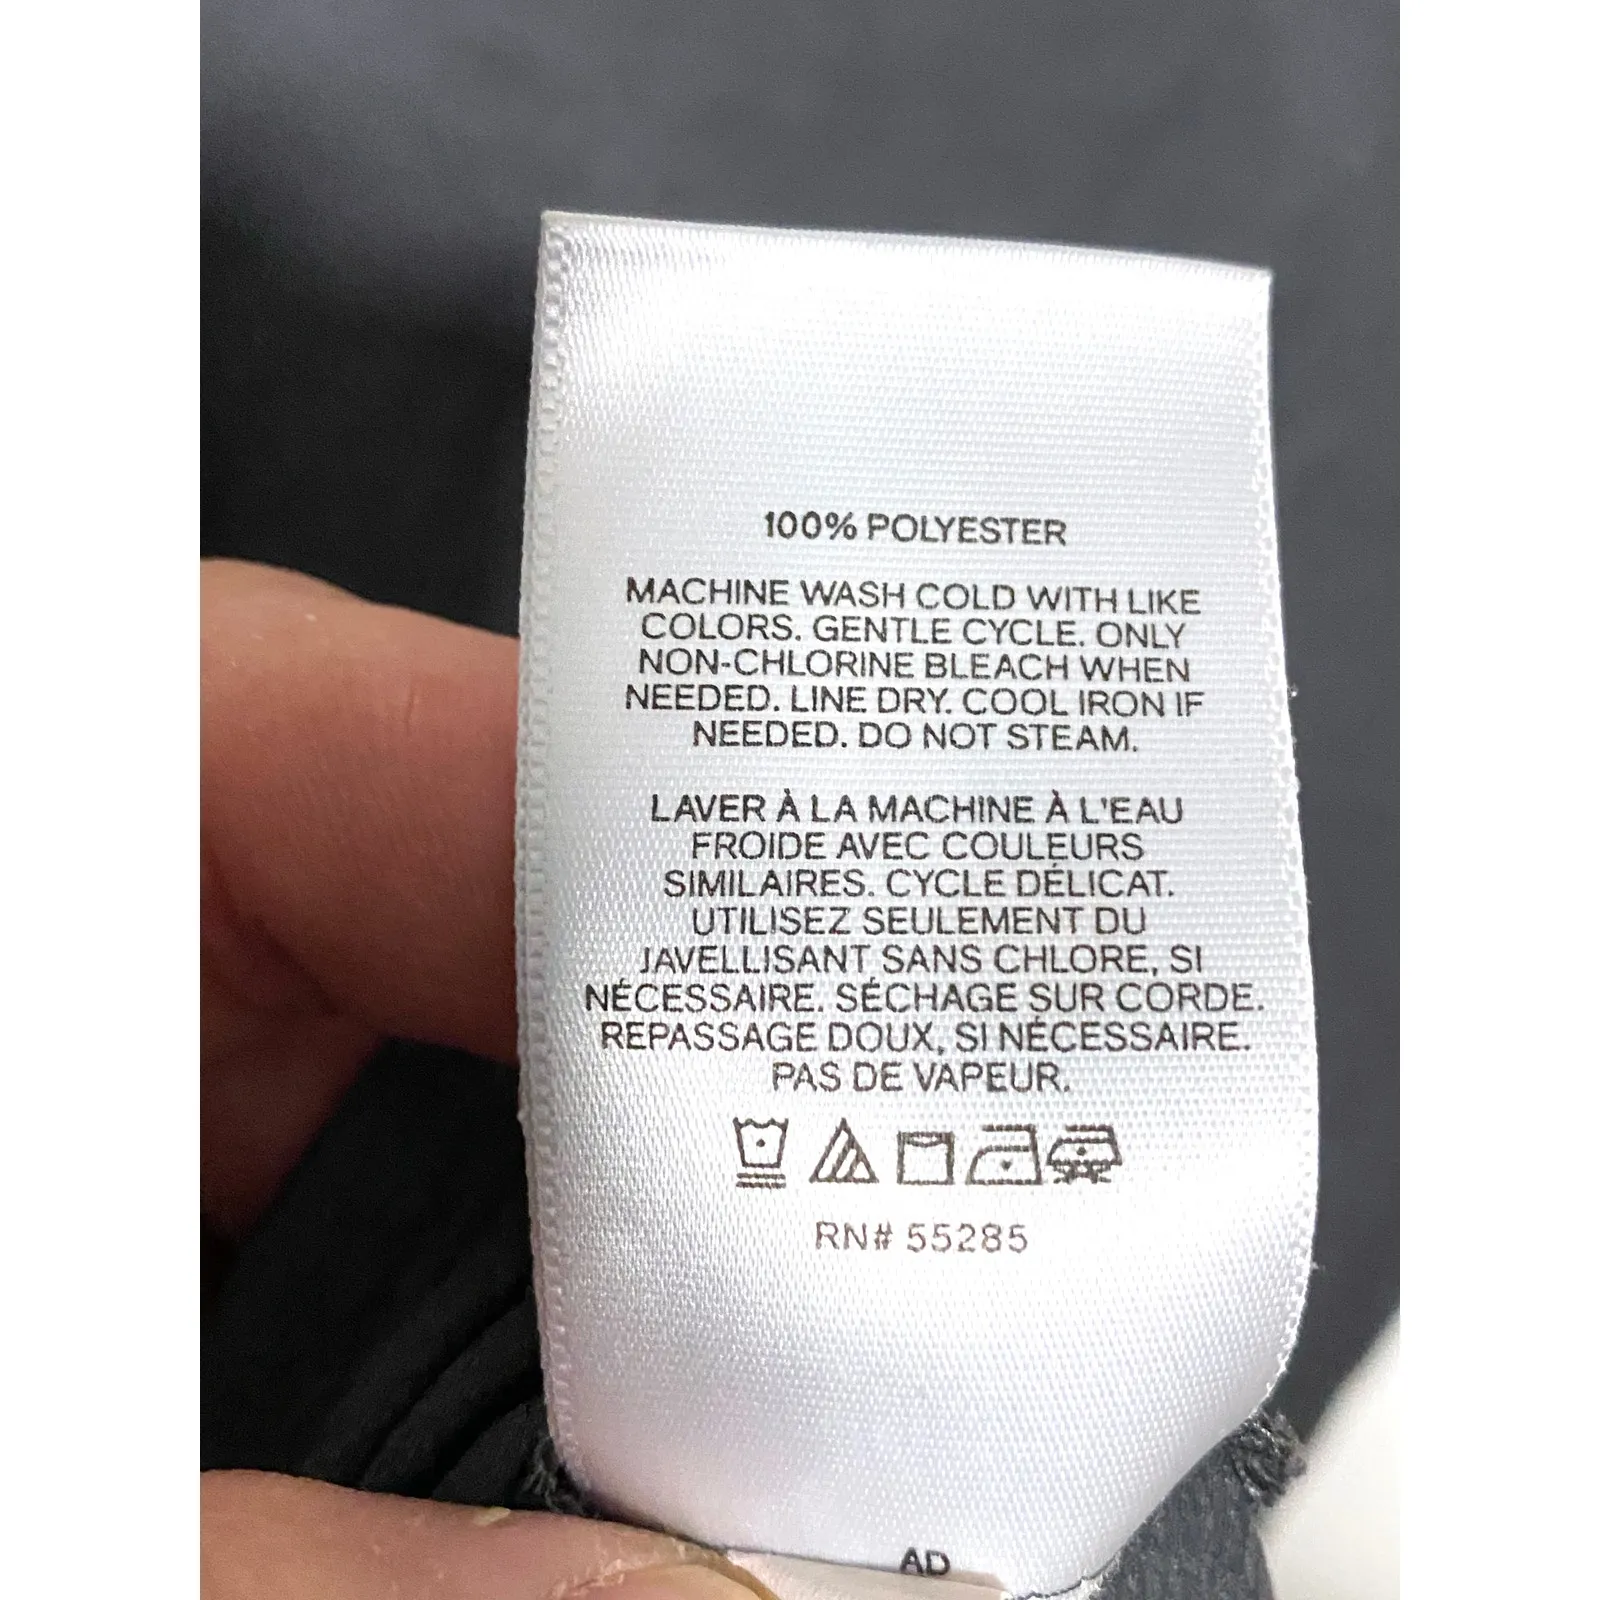 100% POLYESTER
MACHINE WASH COLD WITH LIKE
COLORS. GENTLE CYCLE. ONLY
NON-CHLORINE BLEACH WHEN
NEEDED. LINE DRY. COOL IRON IF
NEEDED. DO NOT STEAM.
LAVER À LA MACHINE À L'EAU
FROIDE AVEC COULEURS
SIMILAIRES. CYCLE DÉLICAT.
UTILISEZ SEULEMENT DU
JAVELLISANT SANS CHLORE, SI
NÉCESSAIRE. SÉCHAGE SUR CORDE.
REPASSAGE DOUX, SI NÉCESSAIRE.
PAS DE VAPEUR.
RN# 55285
AD